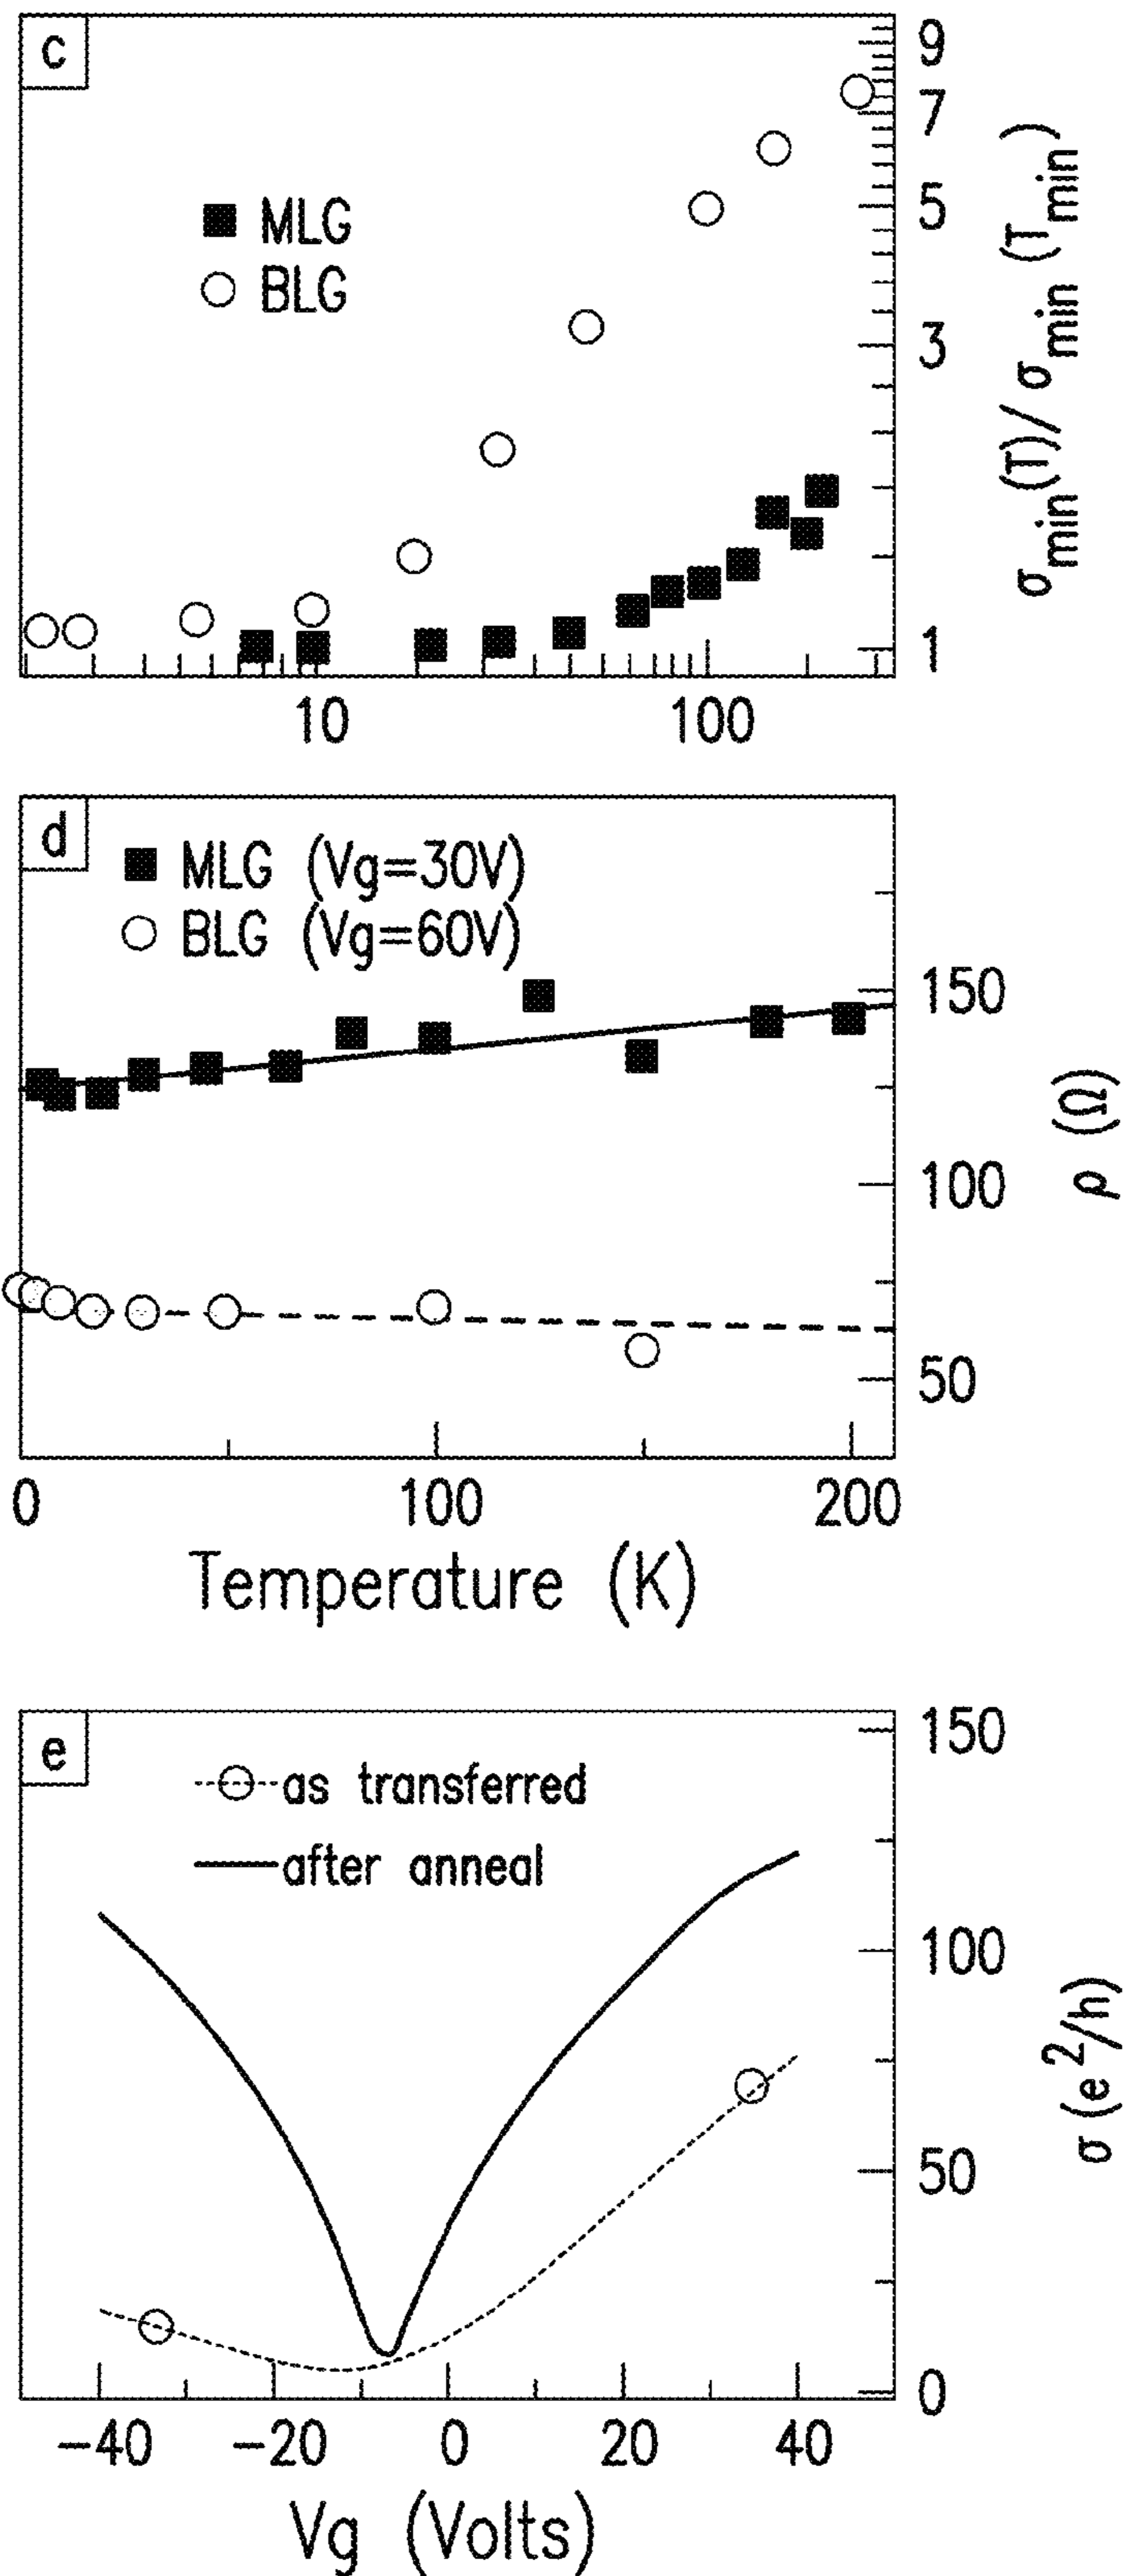 c
MLG
BLG
9
7
5
3
1
σmin(T)/ σmin (Tmin)
10 100
d
MLG (Vg=30V)
BLG (Vg=60V)
150
100
50
ρ (Ω)
0 100 200
Temperature (K)
e
as transferred
after anneal
150
100
50
0
σ (e²/h)
−40 −20 0 20 40
Vg (Volts)